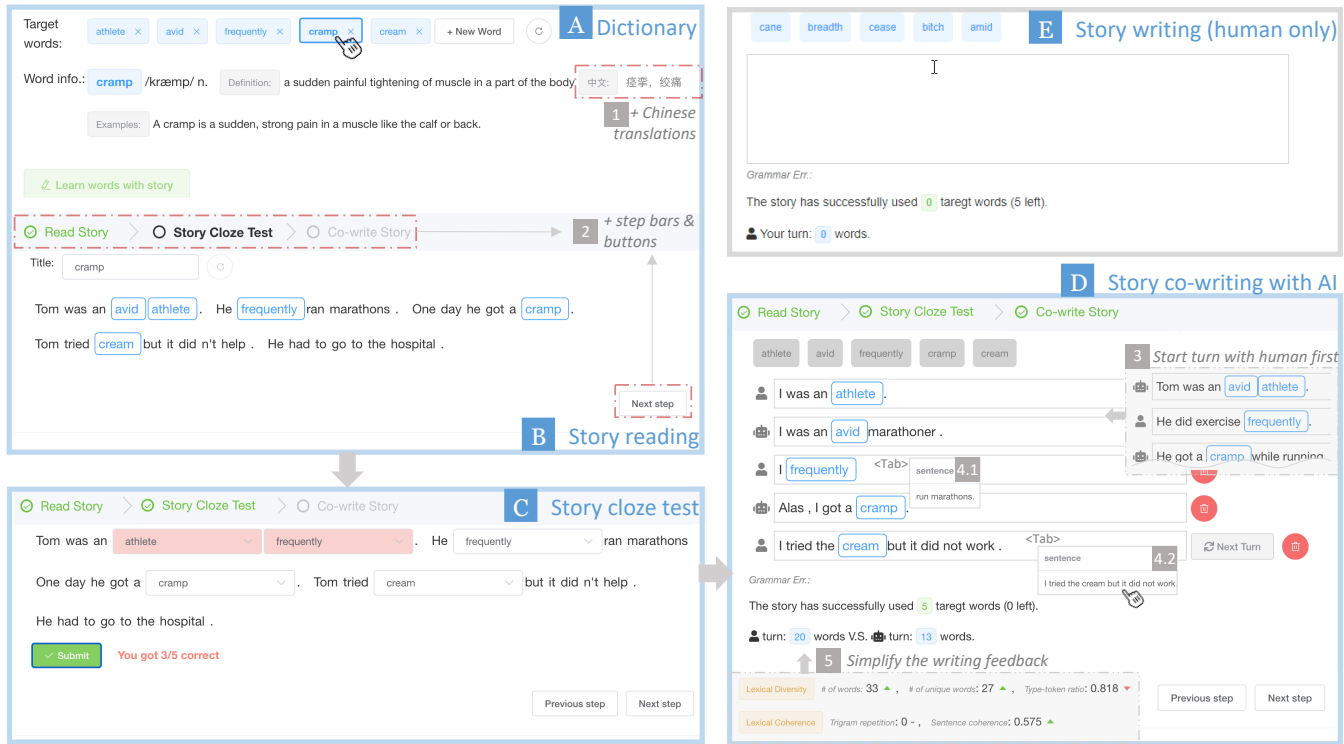 Target words:
athlete × avid × frequently × cramp × cream × + New Word
A Dictionary
Word info.: cramp /kræmp/ n. Definition: a sudden painful tightening of muscle in a part of the body 中文: 痉挛，绞痛
1 + Chinese translations
Examples: A cramp is a sudden, strong pain in a muscle like the calf or back.
Learn words with story
Read Story Story Cloze Test Co-write Story
2 + step bars & buttons
Title: cramp
Tom was an avid athlete . He frequently ran marathons . One day he got a cramp .
Tom tried cream but it did n't help . He had to go to the hospital .
Next step
B Story reading
Read Story Story Cloze Test Co-write Story
C Story cloze test
Tom was an athlete frequently . He frequently ran marathons
One day he got a cramp . Tom tried cream but it did n't help .
He had to go to the hospital .
Submit You got 3/5 correct
Previous step Next step
cane breadth cease bitch amid
E Story writing (human only)
Grammar Err.:
The story has successfully used 0 taregt words (5 left).
Your turn: 0 words.
D Story co-writing with AI
Read Story Story Cloze Test Co-write Story
athlete avid frequently cramp cream
3 Start turn with human first
Tom was an avid athlete .
He did exercise frequently .
He got a cramp while running
I was an athlete .
I was an avid marathoner .
I frequently <Tab> sentence 4.1
run marathons.
Alas , I got a cramp .
I tried the cream but it did not work . <Tab>
Next Turn
sentence 4.2
I tried the cream but it did not work
Grammar Err.:
The story has successfully used 5 taregt words (0 left).
turn: 20 words V.S. turn: 13 words.
5 Simplify the writing feedback
Lexical Diversity # of words: 33 , # of unique words: 27 , Type-token ratio: 0.818
Lexical Coherence Trigram repetition: 0 - , Sentence coherence: 0.575
Previous step Next step